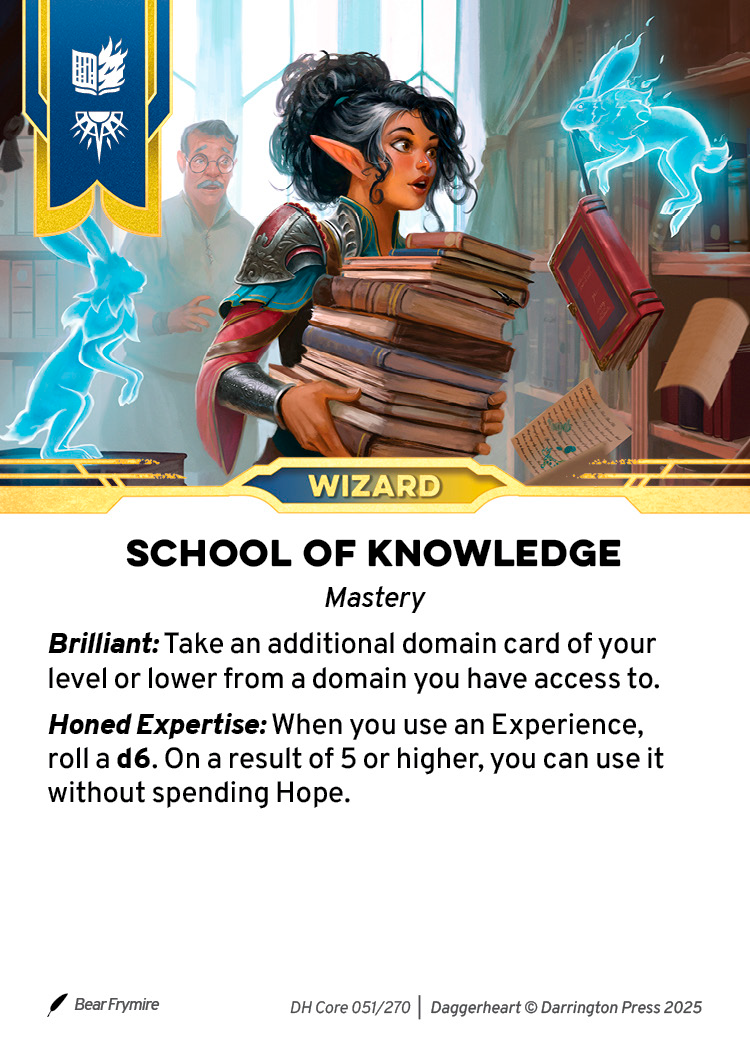 WIZARD
SCHOOL OF KNOWLEDGE
Mastery
Brilliant: Take an additional domain card of your
level or lower from a domain you have access to.
Honed Expertise: When you use an Experience,
roll a d6. On a result of 5 or higher, you can use it
without spending Hope.
Bear Frymire
DH Core 051/270 | Daggerheart © Darrington Press 2025